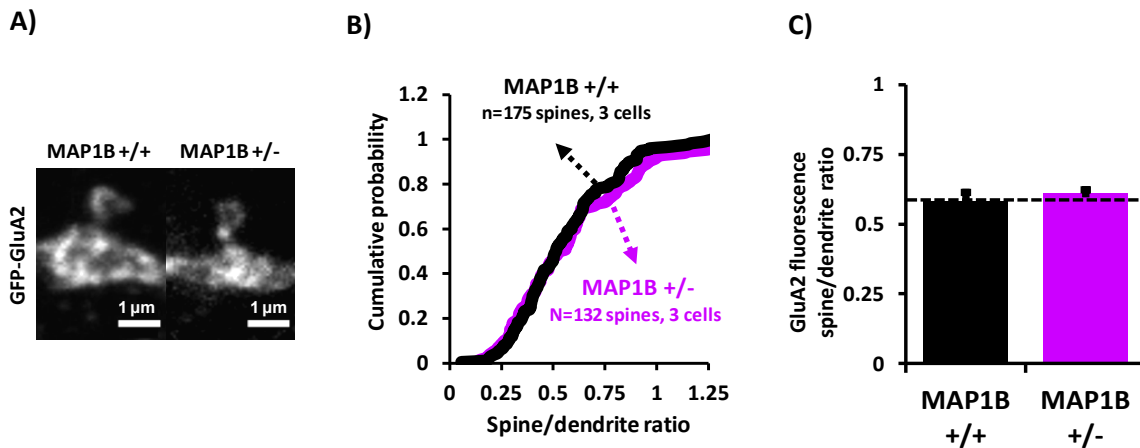 A)
MAP1B +/+ MAP1B +/-
GFP-GluA2
1 µm 1 µm
B)
1.2
1
0.8
0.6
0.4
0.2
0
Cumulative probability
MAP1B +/+
n=175 spines, 3 cells
MAP1B +/-
N=132 spines, 3 cells
0 0.25 0.5 0.75 1 1.25
Spine/dendrite ratio
C)
GluA2 fluorescence
spine/dendrite ratio
1
0.75
0.5
0.25
0
MAP1B MAP1B
+/+ +/-